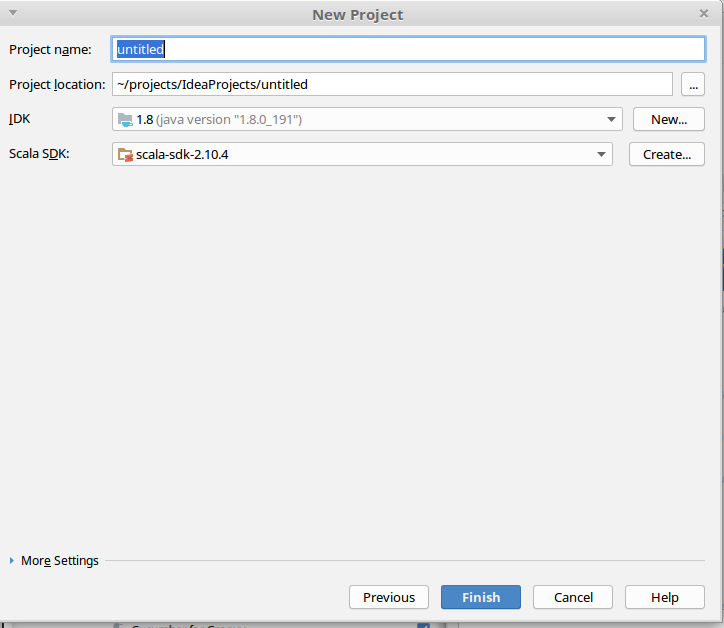 New Project
Project name: untitled
Project location: ~/projects/IdeaProjects/untitled ...
JDK 1.8 (java version "1.8.0_191") New...
Scala SDK: scala-sdk-2.10.4 Create...
More Settings
Previous Finish Cancel Help